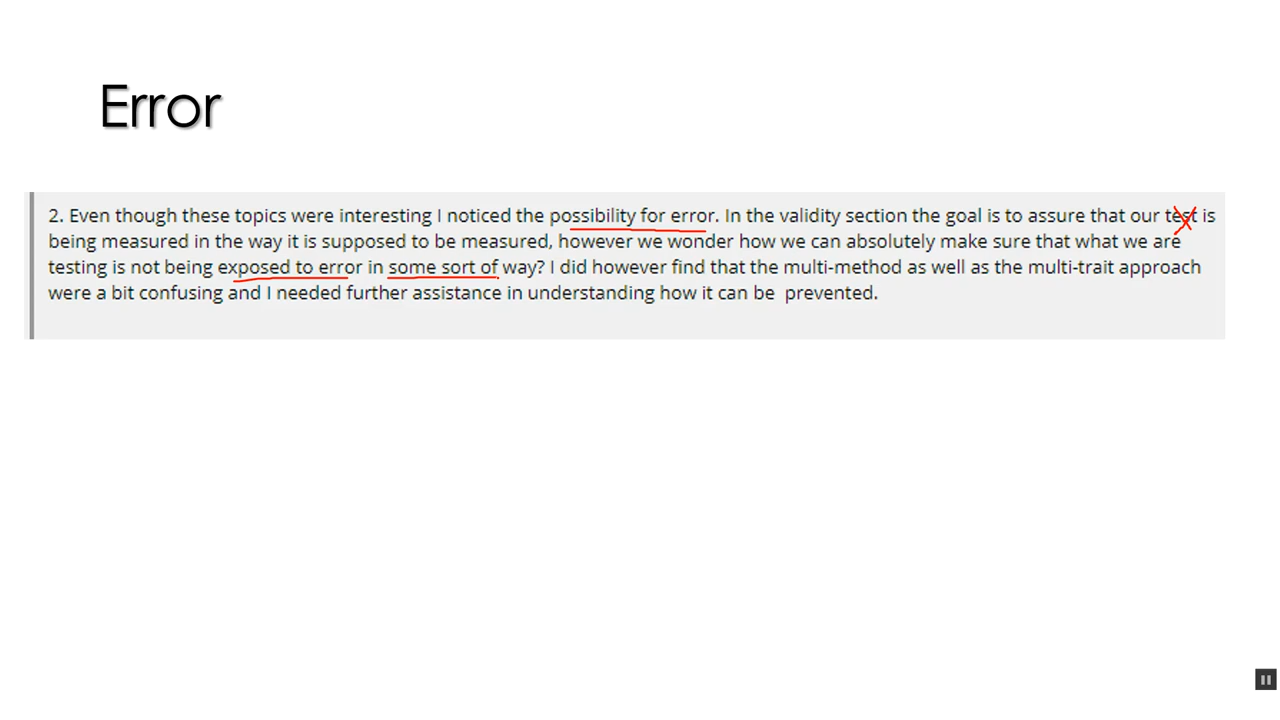 Error
2. Even though these topics were interesting I noticed the possibility for error. In the validity section the goal is to assure that our test is
being measured in the way it is supposed to be measured, however we wonder how we can absolutely make sure that what we are
testing is not being exposed to error in some sort of way? I did however find that the multi-method as well as the multi-trait approach
were a bit confusing and I needed further assistance in understanding how it can be  prevented.